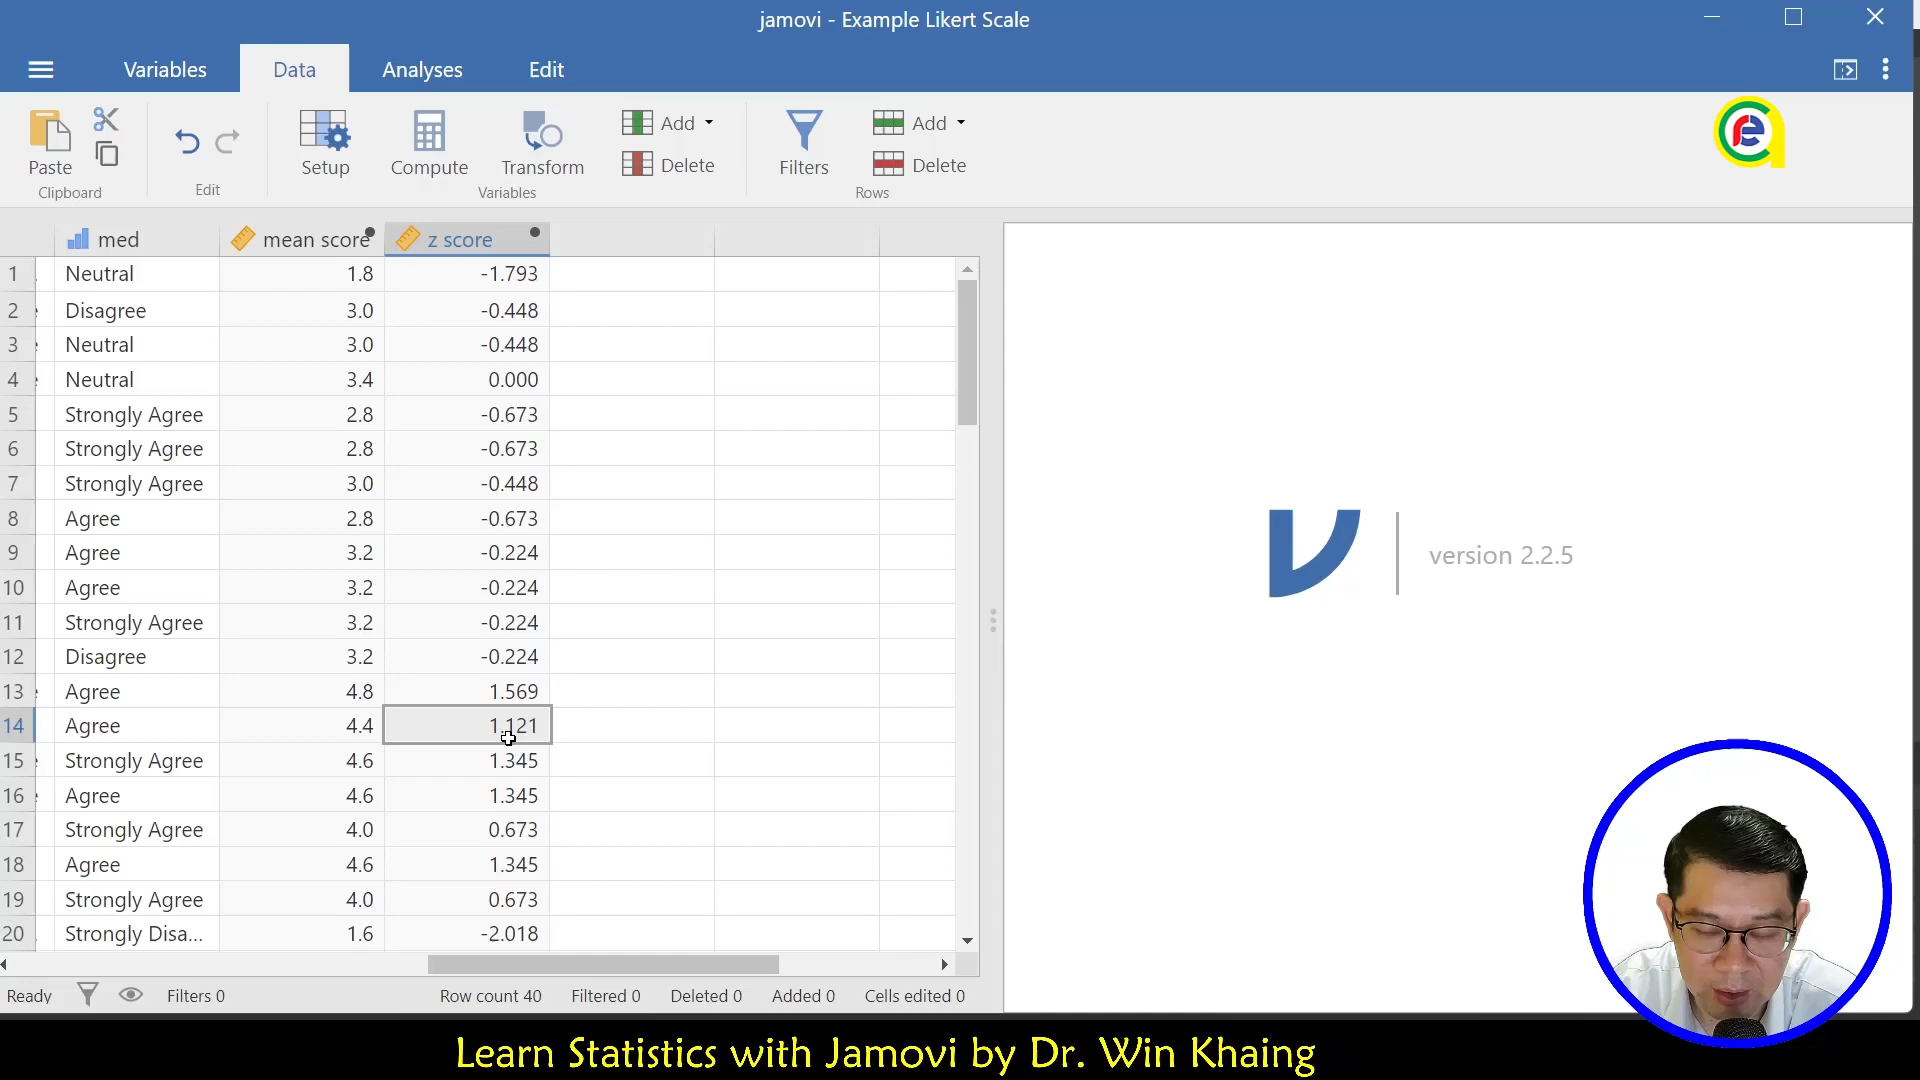 jamovi - Example Likert Scale
Variables Data Analyses Edit
Paste
Clipboard
Edit
Setup Compute Transform
Add
Delete
Variables
Filters
Add
Delete
Rows
med mean score z score
1 Neutral 1.8 -1.793
2 Disagree 3.0 -0.448
3 Neutral 3.0 -0.448
4 Neutral 3.4 0.000
5 Strongly Agree 2.8 -0.673
6 Strongly Agree 2.8 -0.673
7 Strongly Agree 3.0 -0.448
8 Agree 2.8 -0.673
9 Agree 3.2 -0.224
10 Agree 3.2 -0.224
11 Strongly Agree 3.2 -0.224
12 Disagree 3.2 -0.224
13 Agree 4.8 1.569
14 Agree 4.4 1.121
15 Strongly Agree 4.6 1.345
16 Agree 4.6 1.345
17 Strongly Agree 4.0 0.673
18 Agree 4.6 1.345
19 Strongly Agree 4.0 0.673
20 Strongly Disa... 1.6 -2.018
version 2.2.5
Ready Filters 0 Row count 40 Filtered 0 Deleted 0 Added 0 Cells edited 0
Learn Statistics with Jamovi by Dr. Win Khaing